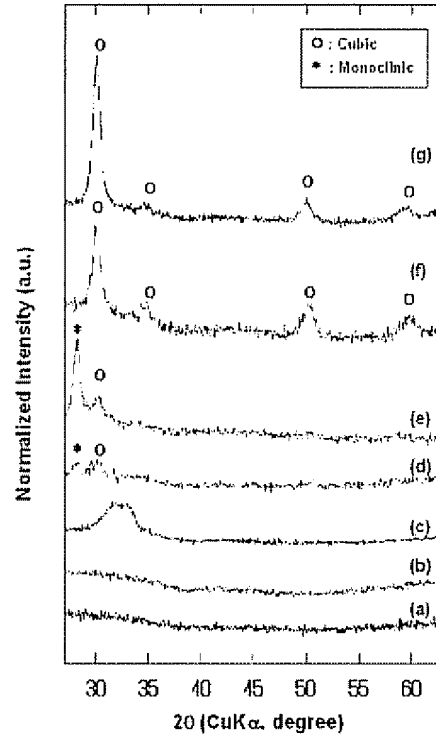 O : Cubic
* : Monoclinic
O
(g)
O
O
O
O
(f)
O
O
O
*
O
(e)
*
O
(d)
(c)
(b)
(a)
Normalized Intensity (a.u.)
30 35 40 45 50 55 60
2θ (CuKα, degree)